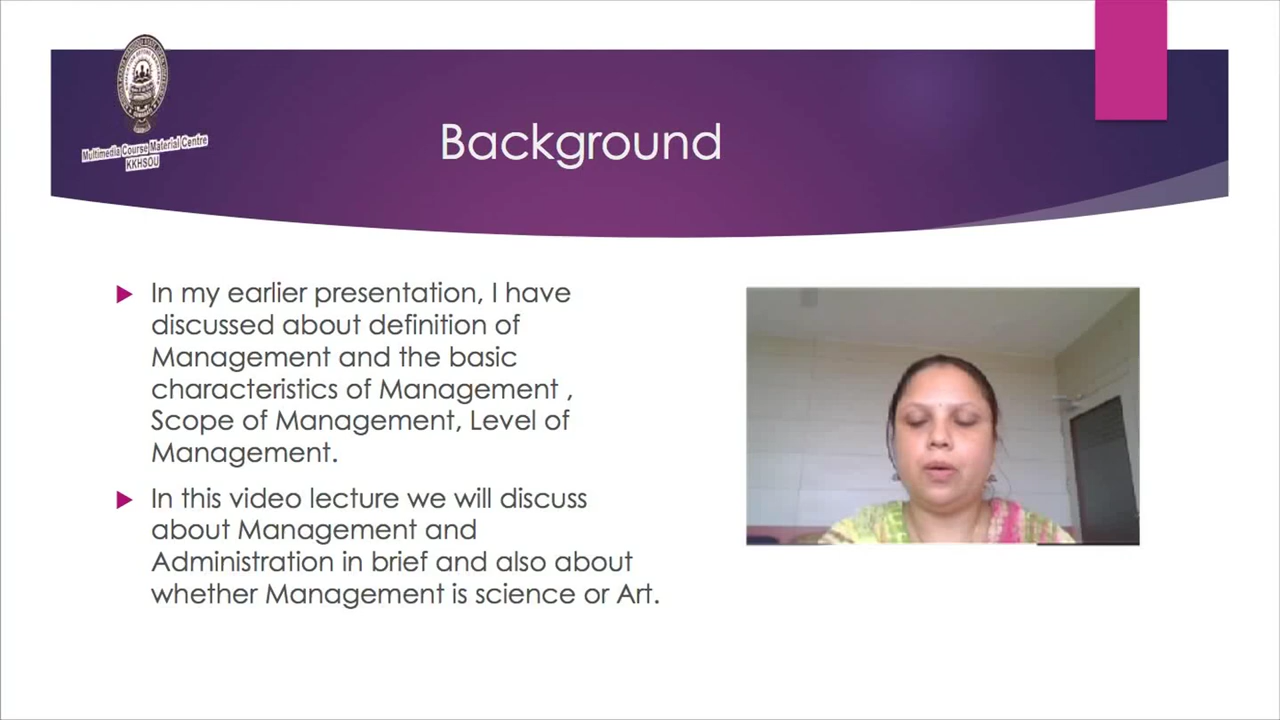 Multimedia Course Material Centre
KKHSOU
Background
In my earlier presentation, I have
discussed about definition of
Management and the basic
characteristics of Management ,
Scope of Management, Level of
Management.
In this video lecture we will discuss
about Management and
Administration in brief and also about
whether Management is science or Art.